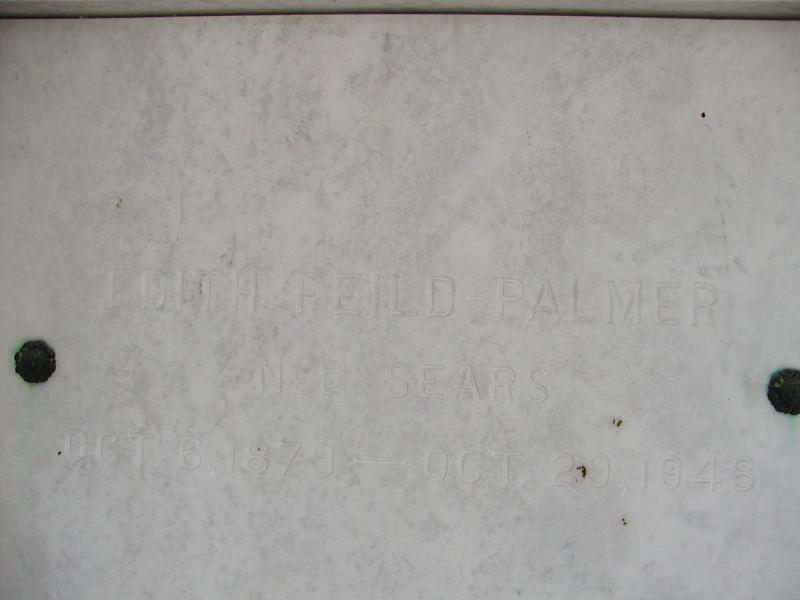 EDITH FEILD-PALMER
NEE SEARS
OCT. 6, 1879 — OCT. 29, 1948